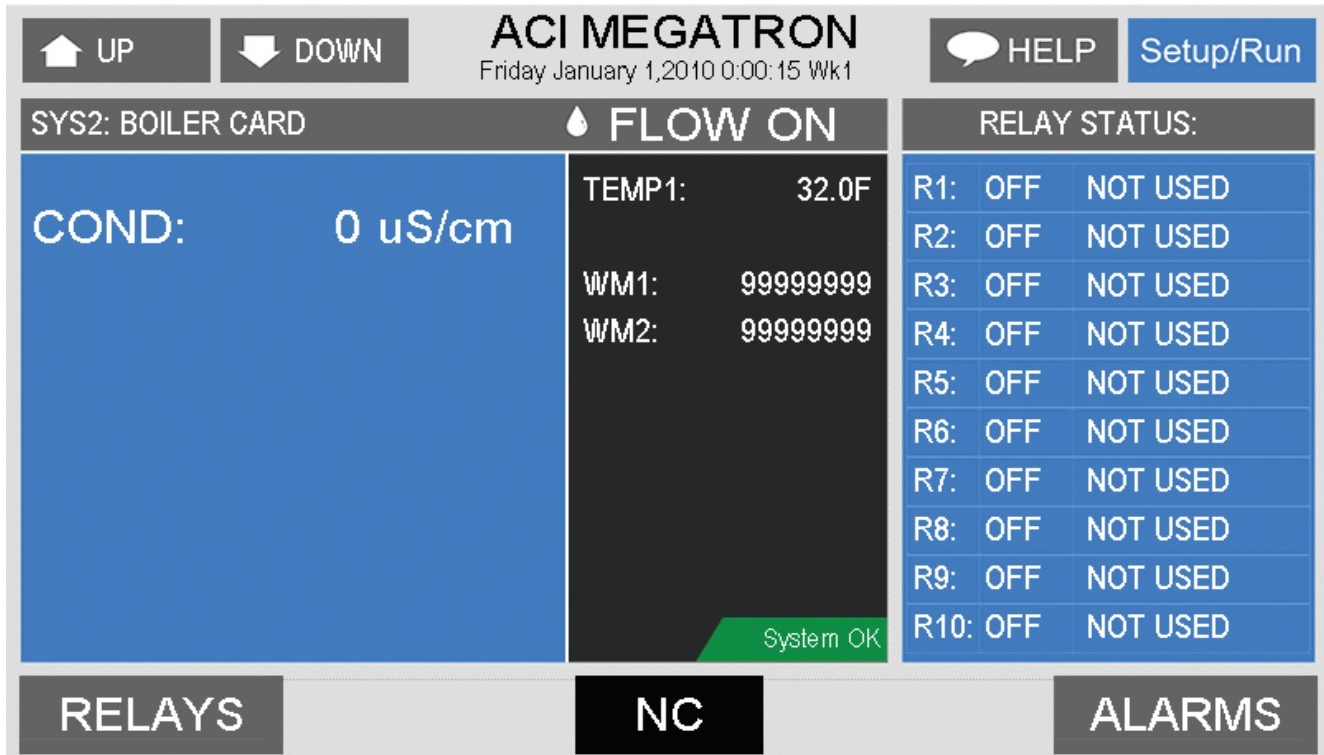 UP
DOWN
ACI MEGATRON
Friday January 1,2010 0:00:15 Wk1
HELP
Setup/Run
SYS2: BOILER CARD
FLOW ON
COND: 0 uS/cm
TEMP1: 32.0F
WM1: 99999999
WM2: 99999999
System OK
RELAY STATUS:
R1: OFF NOT USED
R2: OFF NOT USED
R3: OFF NOT USED
R4: OFF NOT USED
R5: OFF NOT USED
R6: OFF NOT USED
R7: OFF NOT USED
R8: OFF NOT USED
R9: OFF NOT USED
R10: OFF NOT USED
RELAYS
NC
ALARMS